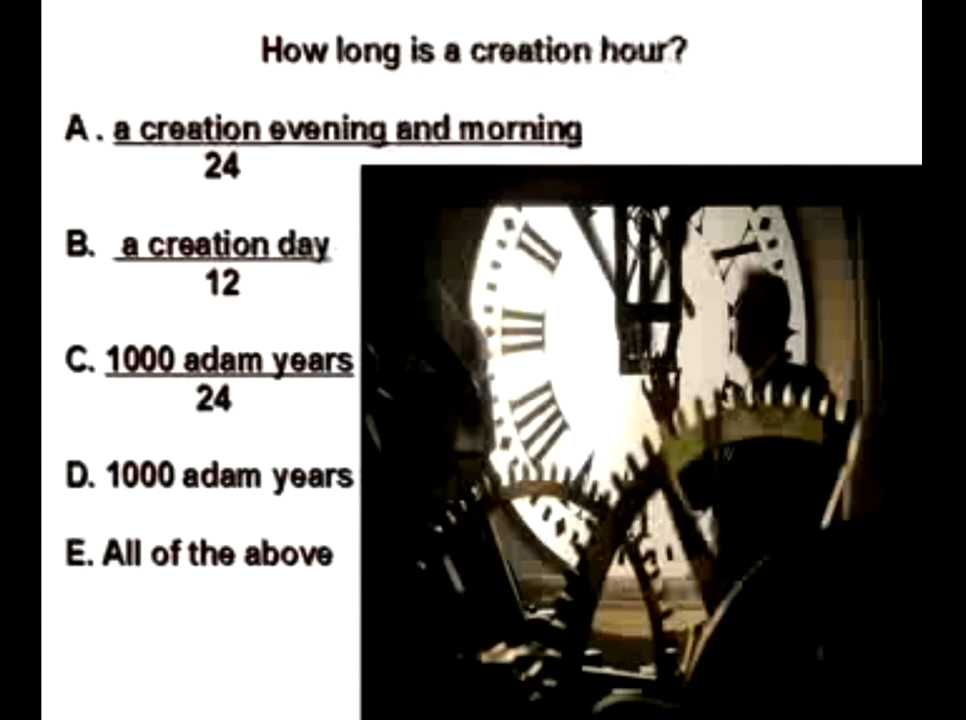 How long is a creation hour?
A . a creation evening and morning
24
B. a creation day
12
C. 1000 adam years
24
D. 1000 adam years
E. All of the above